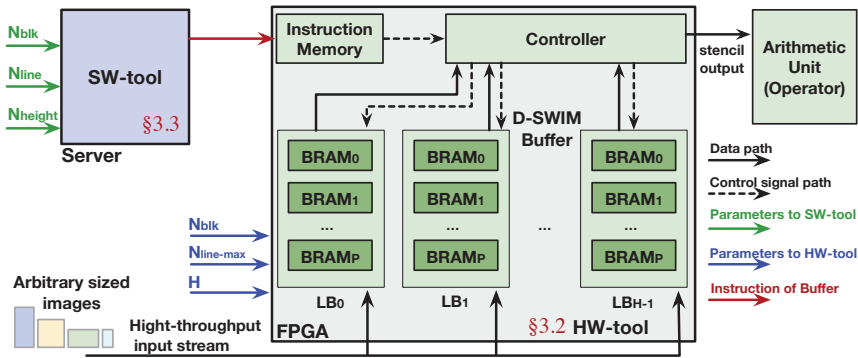 Nblk
Nline
Nheight
SW-tool
§3.3
Server
Instruction
Memory
Controller
stencil
output
Arithmetic
Unit
(Operator)
D-SWIM
Buffer
BRAM0
BRAM1
...
BRAMP
LB0
BRAM0
BRAM1
...
BRAMP
LB1
...
BRAM0
BRAM1
...
BRAMP
LBH-1
Nblk
Nline-max
H
FPGA
§3.2 HW-tool
Arbitrary sized
images
Hight-throughput
input stream
Data path
Control signal path
Parameters to SW-tool
Parameters to HW-tool
Instruction of Buffer